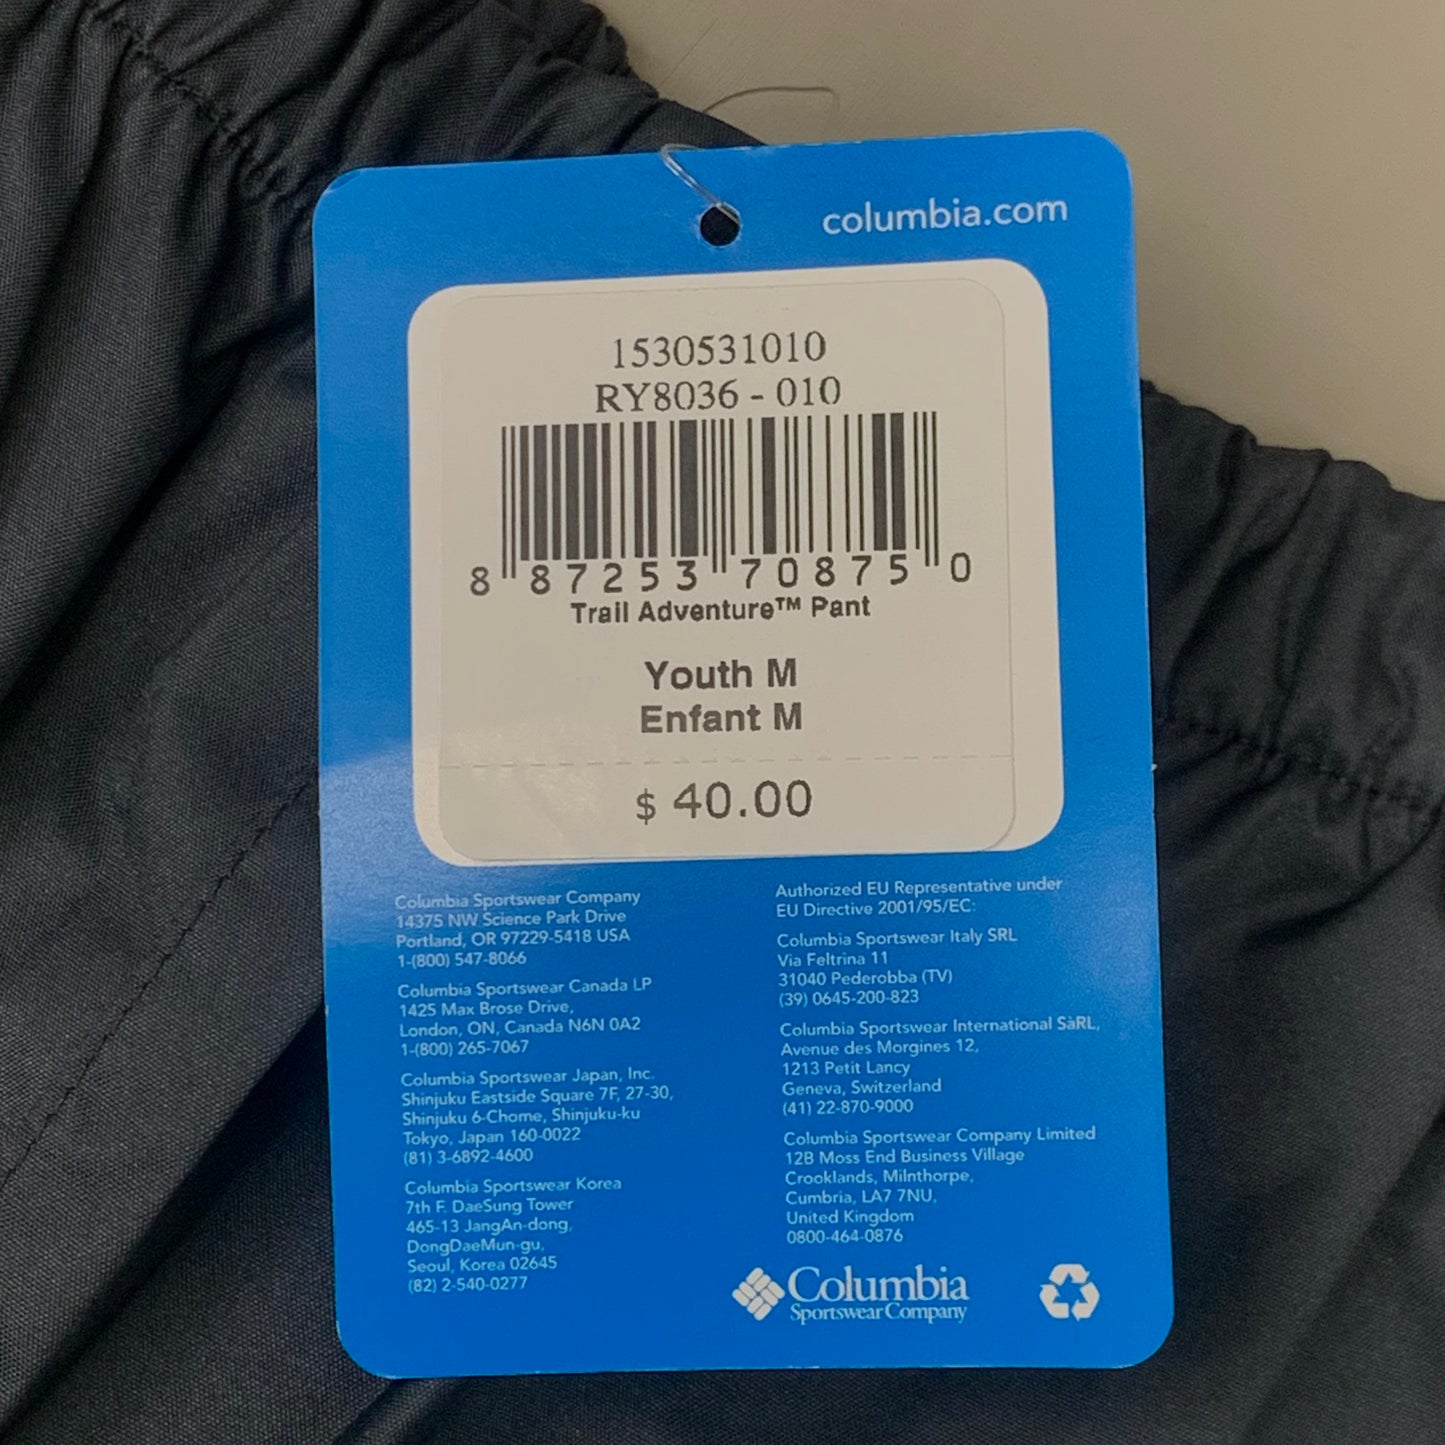 columbia.com
1530531010
RY8036 - 010
8 87253 70875 0
Trail Adventure™ Pant
Youth M
Enfant M
$ 40.00
Columbia Sportswear Company
14375 NW Science Park Drive
Portland, OR 97229-5418 USA
1-(800) 547-8066
Columbia Sportswear Canada LP
1425 Max Brose Drive,
London, ON, Canada N6N 0A2
1-(800) 265-7067
Columbia Sportswear Japan, Inc.
Shinjuku Eastside Square 7F, 27-30,
Shinjuku 6-Chome, Shinjuku-ku
Tokyo, Japan 160-0022
(81) 3-6892-4600
Columbia Sportswear Korea
7th F. DaeSung Tower
465-13 JangAn-dong,
DongDaeMun-gu,
Seoul, Korea 02645
(82) 2-540-0277
Authorized EU Representative under
EU Directive 2001/95/EC:
Columbia Sportswear Italy SRL
Via Feltrina 11
31040 Pederobba (TV)
(39) 0645-200-823
Columbia Sportswear International SàRL,
Avenue des Morgines 12,
1213 Petit Lancy
Geneva, Switzerland
(41) 22-870-9000
Columbia Sportswear Company Limited
12B Moss End Business Village
Crooklands, Milnthorpe,
Cumbria, LA7 7NU,
United Kingdom
0800-464-0876
Columbia
Sportswear Company